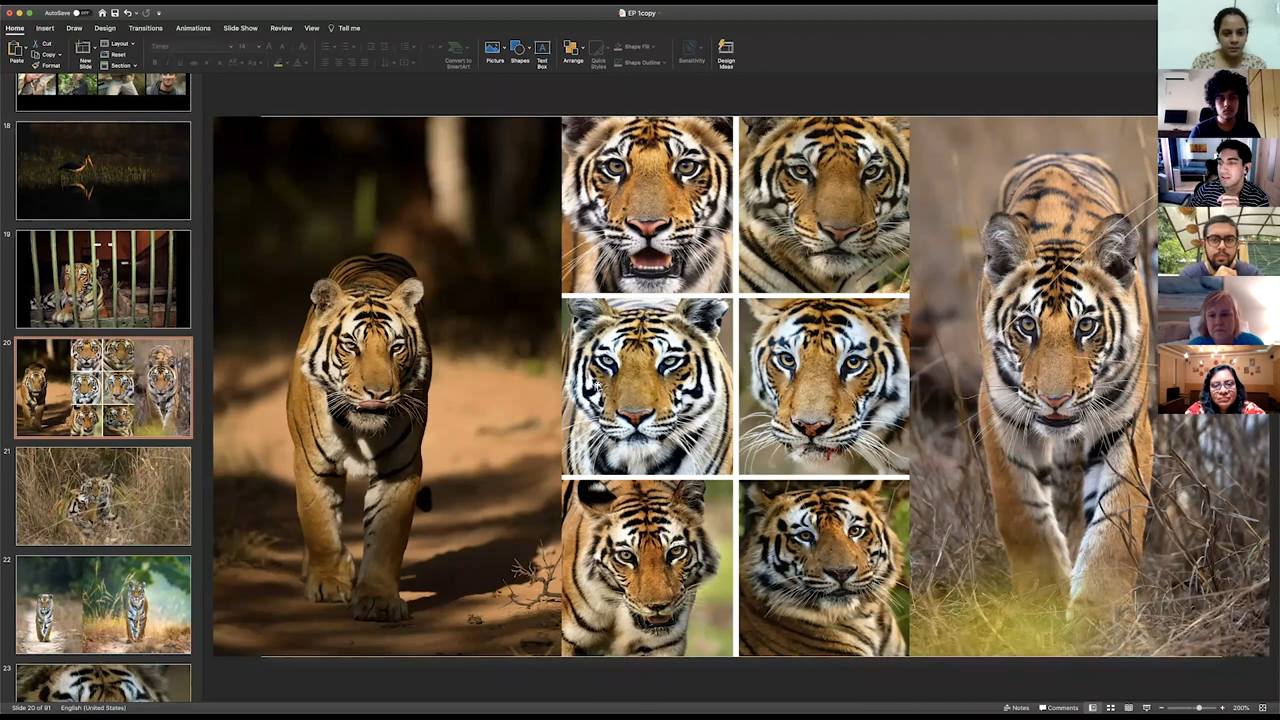 AutoSave
OFF
EP 1copy
Home Insert Draw Design Transitions Animations Slide Show Review View Tell me
Paste
Cut
Copy
Format
New Slide
Layout
Reset
Section
Times
Convert to SmartArt
Picture
Shapes
Text Box
Arrange
Quick Styles
Shape Fill
Shape Outline
Sensitivity
Design Ideas
18
19
20
21
22
23
Slide 20 of 91
English (United States)
Notes
Comments
200%